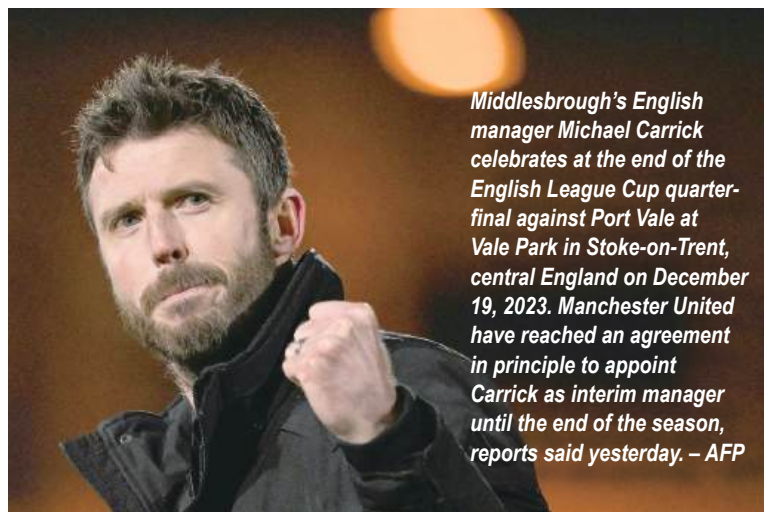 Middlesbrough’s English
manager Michael Carrick
celebrates at the end of the
English League Cup quarter-
final against Port Vale at
Vale Park in Stoke-on-Trent,
central England on December
19, 2023. Manchester United
have reached an agreement
in principle to appoint
Carrick as interim manager
until the end of the season,
reports said yesterday. – AFP